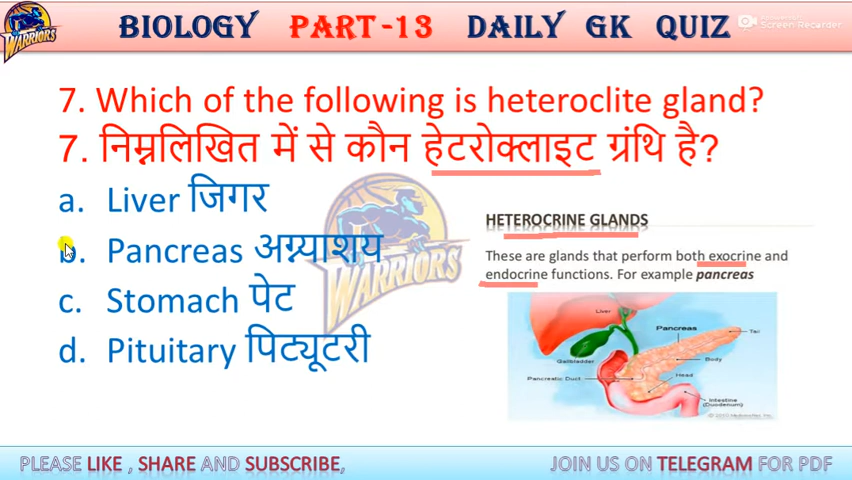 WARRIORS
BIOLOGY PART-13 DAILY GK QUIZ
Screen Recorder
7. Which of the following is heteroclite gland?
7. निम्नलिखित में से कौन हेटरोक्लाइट ग्रंथि है?
a. Liver जिगर
b. Pancreas अग्न्याशय
c. Stomach पेट
d. Pituitary पिट्यूटरी
WARRIORS
HETEROCRINE GLANDS
These are glands that perform both exocrine and
endocrine functions. For example pancreas
Liver
Pancreas
Tail
Gallbladder
Body
Pancreatic Duct
Head
Intestine
(Duodenum)
PLEASE LIKE , SHARE AND SUBSCRIBE,
JOIN US ON TELEGRAM FOR PDF